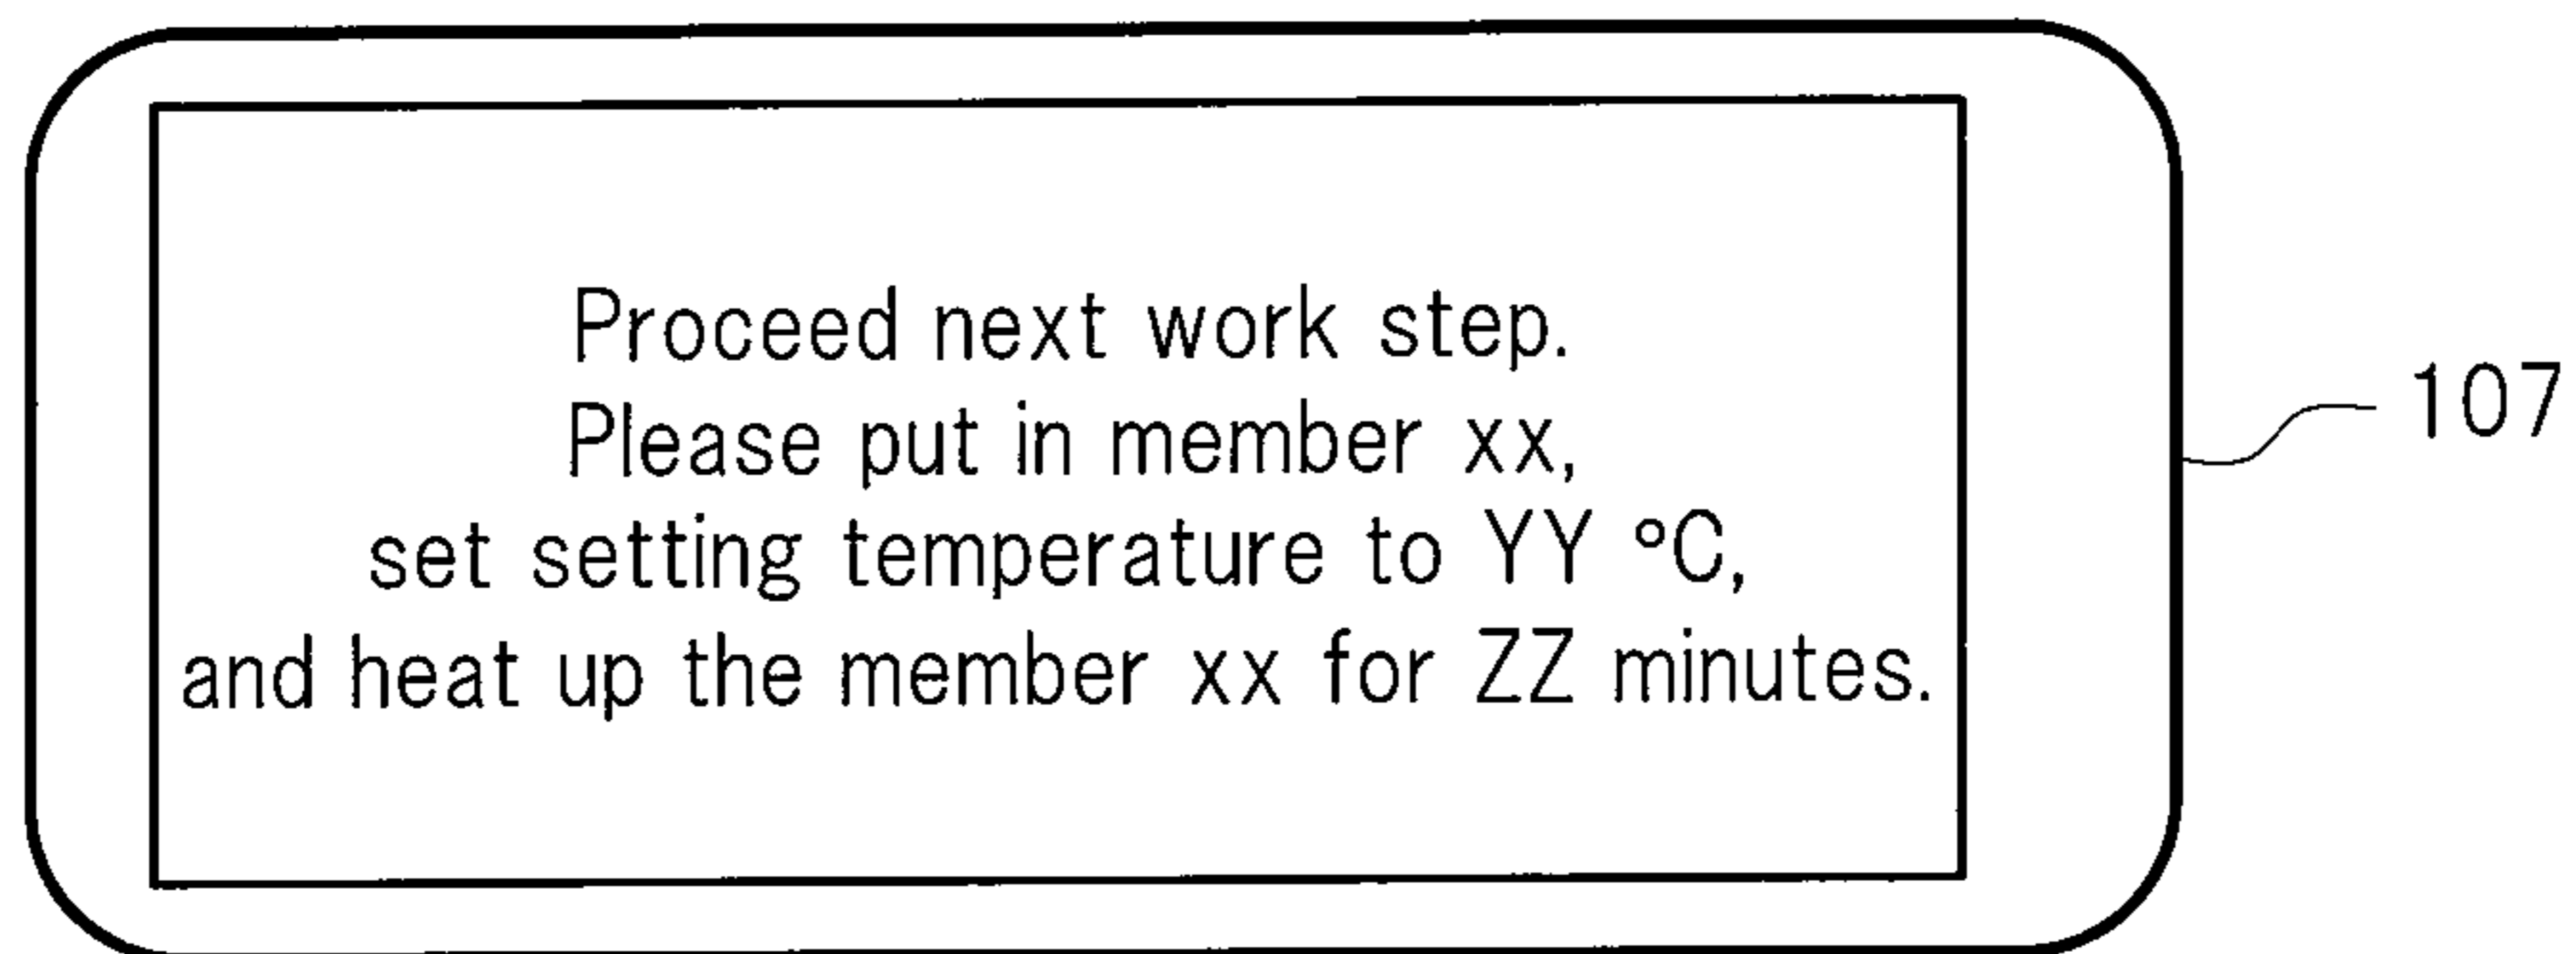 Proceed next work step.
Please put in member xx,
set setting temperature to YY °C,
and heat up the member xx for ZZ minutes.
107